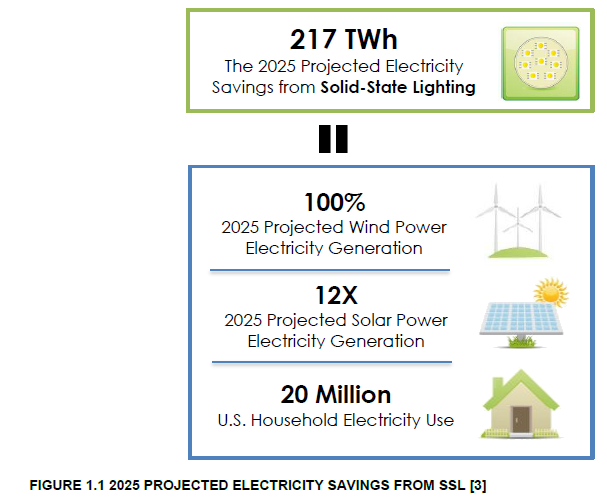 217 TWh
The 2025 Projected Electricity
Savings from Solid-State Lighting
100%
2025 Projected Wind Power
Electricity Generation
12X
2025 Projected Solar Power
Electricity Generation
20 Million
U.S. Household Electricity Use
FIGURE 1.1 2025 PROJECTED ELECTRICITY SAVINGS FROM SSL [3]